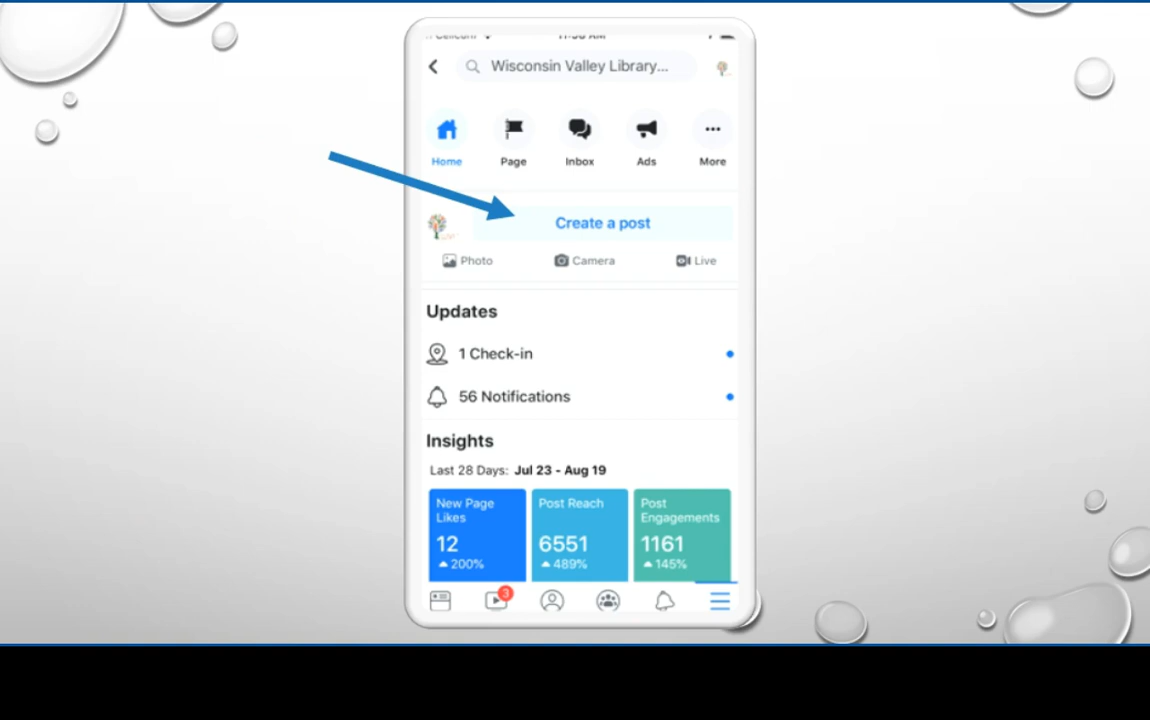 Wisconsin Valley Library...
Home Page Inbox Ads More
Create a post
Photo Camera Live
Updates
1 Check-in
56 Notifications
Insights
Last 28 Days: Jul 23 - Aug 19
New Page Likes
12
200%
Post Reach
6551
489%
Post Engagements
1161
145%
3